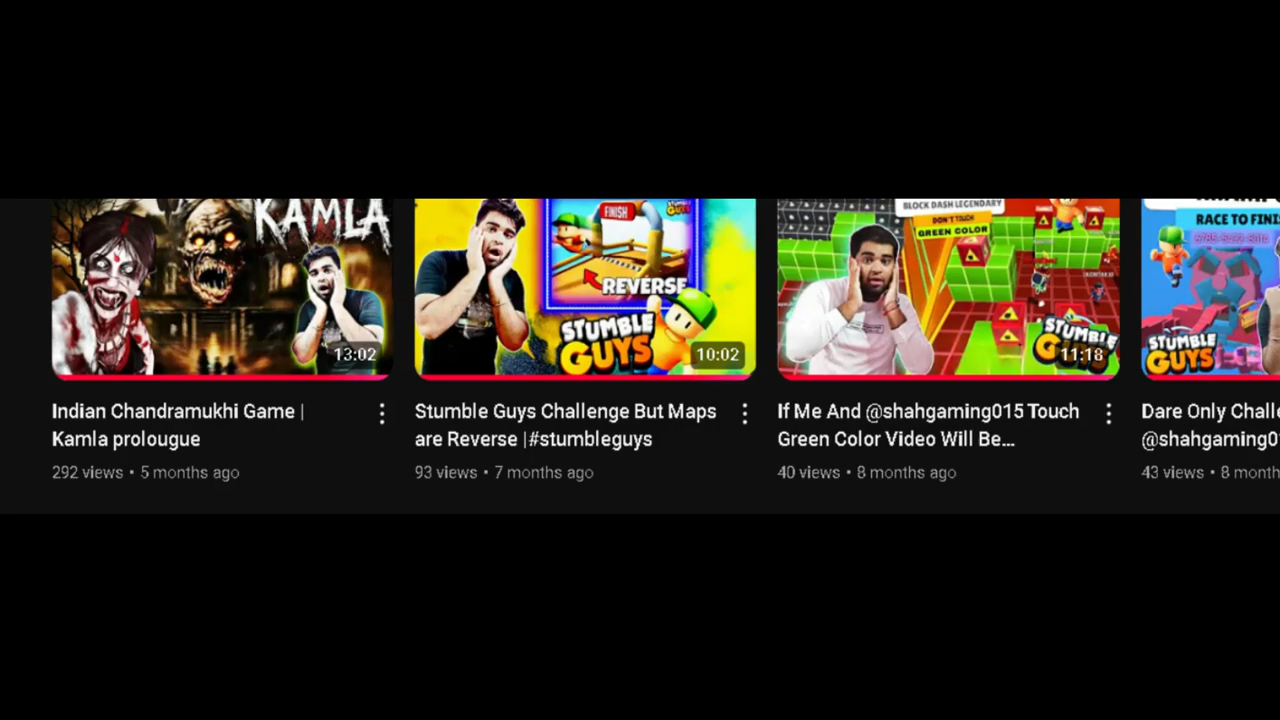 KAMLA
13:02
Indian Chandramukhi Game |
Kamla prolougue
292 views • 5 months ago
FINISH
STUMBLE
GUYS
REVERSE
STUMBLE
GUYS
10:02
Stumble Guys Challenge But Maps
are Reverse |#stumbleguys
93 views • 7 months ago
BLOCK DASH LEGENDARY
DON'T TOUCH
GREEN COLOR
STUMBLE
GUYS
11:18
If Me And @shahgaming015 Touch
Green Color Video Will Be...
40 views • 8 months ago
RACE TO FINIS
STUMBLE
GUYS
Dare Only Challe
@shahgaming0
43 views • 8 month